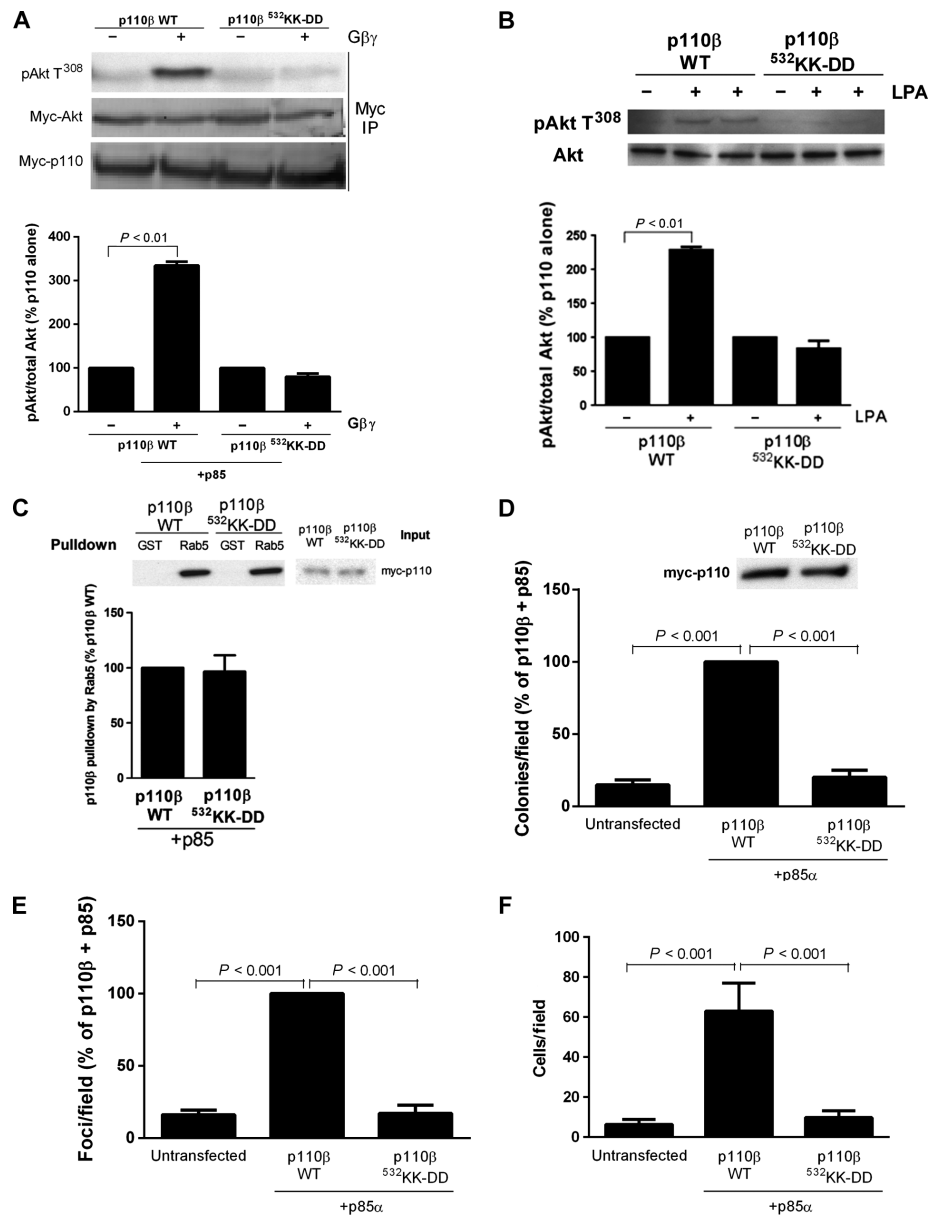 A
p110β WT
p110β ⁵³²KK-DD
– + – + Gβγ
pAkt T³⁰⁸
Myc-Akt
Myc-p110
Myc
IP
pAkt/total Akt (% p110 alone)
400
300
200
100
0
P < 0.01
– + – + Gβγ
p110β WT
p110β ⁵³²KK-DD
+p85
B
p110β
WT
p110β
⁵³²KK-DD
– + + – + + LPA
pAkt T³⁰⁸
Akt
pAkt/total Akt (% p110 alone)
250
200
150
100
50
0
P < 0.01
– + – + LPA
p110β
WT
p110β
⁵³²KK-DD
C
p110β
WT
p110β
⁵³²KK-DD
Pulldown
GST Rab5 GST Rab5
p110β
WT
p110β
⁵³²KK-DD
Input
myc-p110
p110β pulldown by Rab5 (% p110β WT)
150
100
50
0
p110β
WT
p110β
⁵³²KK-DD
+p85
D
p110β
WT
p110β
⁵³²KK-DD
myc-p110
Colonies/field (% of p110β + p85)
150
100
50
0
P < 0.001
P < 0.001
Untransfected
p110β
WT
p110β
⁵³²KK-DD
+p85α
E
Foci/field (% of p110β + p85)
150
100
50
0
P < 0.001
P < 0.001
Untransfected
p110β
WT
p110β
⁵³²KK-DD
+p85α
F
Cells/field
80
60
40
20
0
P < 0.001
P < 0.001
Untransfected
p110β
WT
p110β
⁵³²KK-DD
+p85α